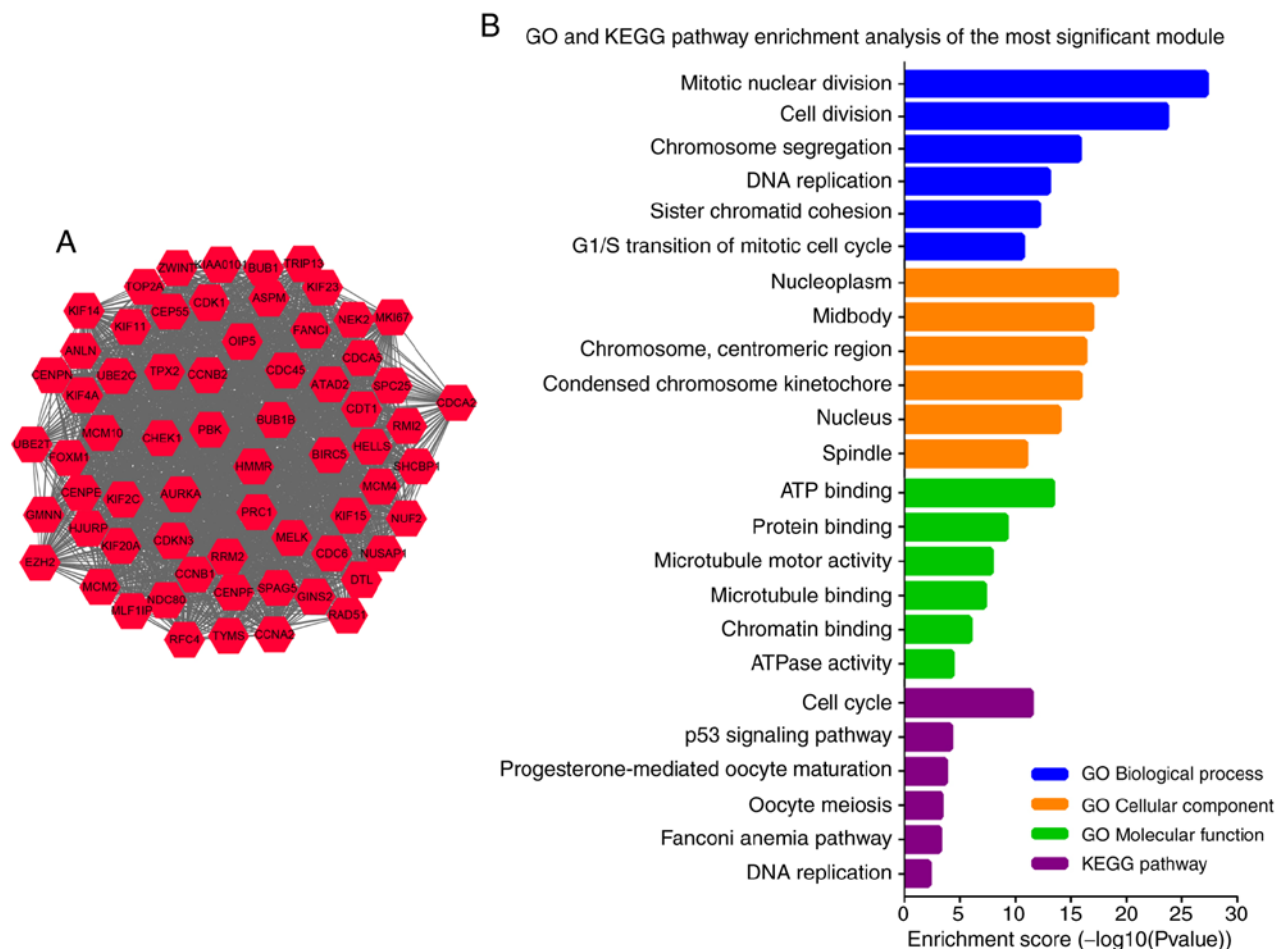 B
GO and KEGG pathway enrichment analysis of the most significant module
Mitotic nuclear division
Cell division
Chromosome segregation
DNA replication
Sister chromatid cohesion
G1/S transition of mitotic cell cycle
Nucleoplasm
Midbody
Chromosome, centromeric region
Condensed chromosome kinetochore
Nucleus
Spindle
ATP binding
Protein binding
Microtubule motor activity
Microtubule binding
Chromatin binding
ATPase activity
Cell cycle
p53 signaling pathway
Progesterone-mediated oocyte maturation
Oocyte meiosis
Fanconi anemia pathway
DNA replication
GO Biological process
GO Cellular component
GO Molecular function
KEGG pathway
0 5 10 15 20 25 30
Enrichment score (–log10(Pvalue))
A
ZWINT
KIAA0101
BUB1
TRIP13
TOP2A
CEP55
CDK1
ASPM
KIF23
KIF14
KIF11
OIP5
FANCI
NEK2
MKI67
ANLN
CENPN
UBE2C
TPX2
CCNB2
CDC45
ATAD2
CDCA5
SPC25
CDCA2
KIF4A
MCM10
CHEK1
PBK
BUB1B
CDT1
RMI2
UBE2T
FOXM1
HMMR
BIRC5
HELLS
SHCBP1
CENPE
KIF2C
AURKA
MCM4
GMNN
HJURP
PRC1
KIF15
NUF2
KIF20A
CDKN3
RRM2
MELK
CDC6
NUSAP1
EZH2
MCM2
NDC80
CCNB1
CENPF
SPAG5
GINS2
DTL
MLF1IP
RAD51
RFC4
TYMS
CCNA2